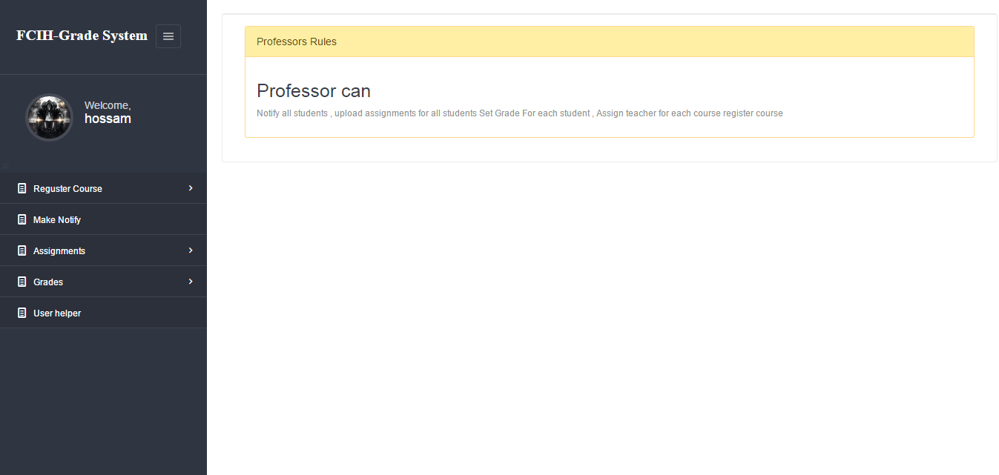 FCIH-Grade System
Welcome,
hossam
Reguster Course
Make Notify
Assignments
Grades
User helper
Professors Rules
Professor can
Notify all students , upload assignments for all students Set Grade For each student , Assign teacher for each course register course